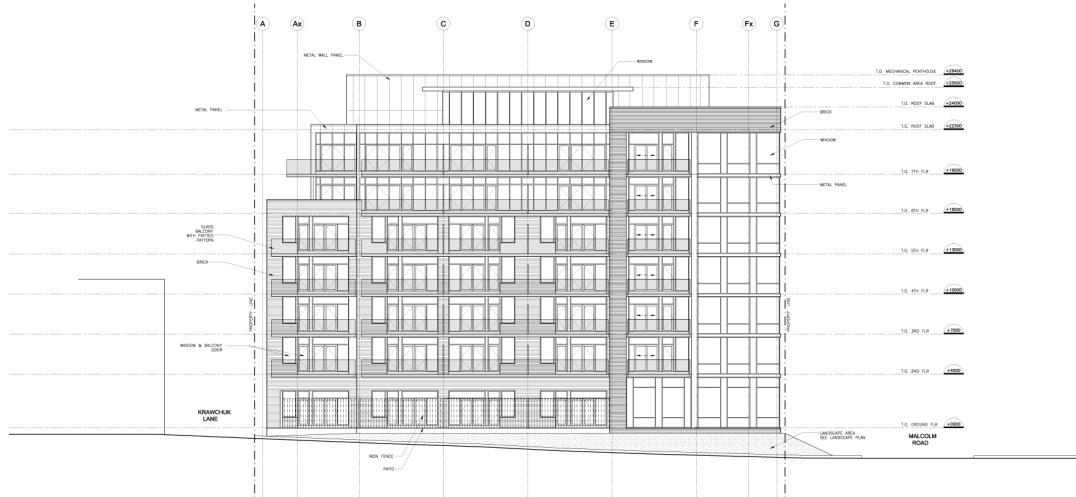 A Ax B C D E F Fx G
METAL WALL PANEL
WINDOW
T.O. MECHANICAL PENTHOUSE +28400
T.O. COMMON AREA ROOF
METAL PANEL
T.O. ROOF SLAB +24000
BRICK
T.O. ROOF SLAB +22300
WINDOW
T.O. 7TH FLR +19000
METAL PANEL
T.O. 6TH FLR +16000
GLASS
BALCONY
WITH FRITTED
PATTERN
T.O. 5TH FLR +13000
BRICK
T.O. 4TH FLR +10000
PROPERTY LINE
PROPERTY LINE
T.O. 3RD FLR +7000
WINDOW & BALCONY
DOOR
T.O. 2ND FLR +4000
KRAWCHUK
LANE
T.O. GROUND FLR +0000
LANDSCAPE AREA
SEE LANDSCAPE PLAN
MALCOLM
ROAD
IRON FENCE
PATIO